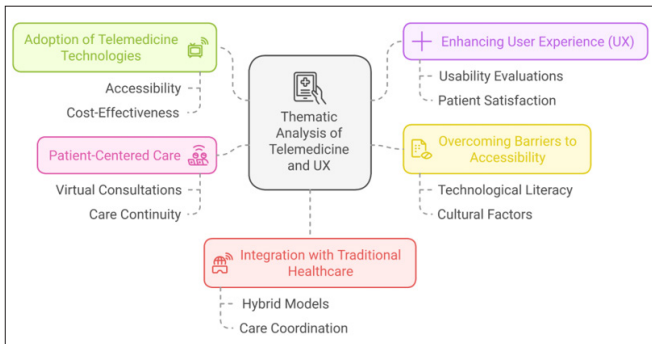 Adoption of Telemedicine
Technologies
Accessibility
Cost-Effectiveness
Patient-Centered Care
Virtual Consultations
Care Continuity
Thematic
Analysis of
Telemedicine
and UX
Enhancing User Experience (UX)
Usability Evaluations
Patient Satisfaction
Overcoming Barriers to
Accessibility
Technological Literacy
Cultural Factors
Integration with Traditional
Healthcare
Hybrid Models
Care Coordination